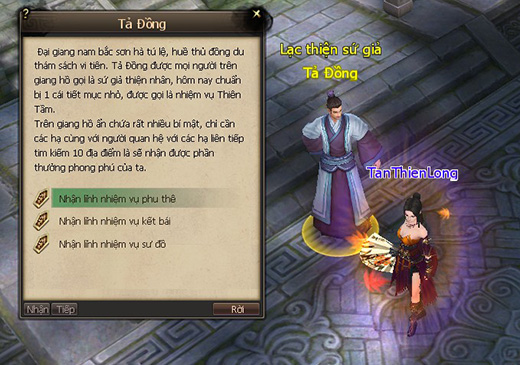 Tả Đồng
Đại giang nam bắc sơn hà tú lệ, huề thủ đồng du
thám sách vi tiên. Tả Đồng được mọi người trên
giang hồ gọi là sứ giả thiện nhân, hôm nay chuẩn
bị 1 cái tiết mục nhỏ, được gọi là nhiệm vụ Thiên
Tầm.
Trên giang hồ ẩn chứa rất nhiều bí mật, chỉ cần
các hạ cùng với người quan hệ với các hạ liên tiếp
tim kiếm 10 địa điểm là sẽ nhận được phần
thưởng phong phú của ta.
Nhận lĩnh nhiệm vụ phu thê
Nhận lĩnh nhiệm vụ kết bái
Nhận lĩnh nhiệm vụ sư đồ
Nhận Tiếp Rời
Lạc thiện sứ giả
Tả Đồng
TanThienLong